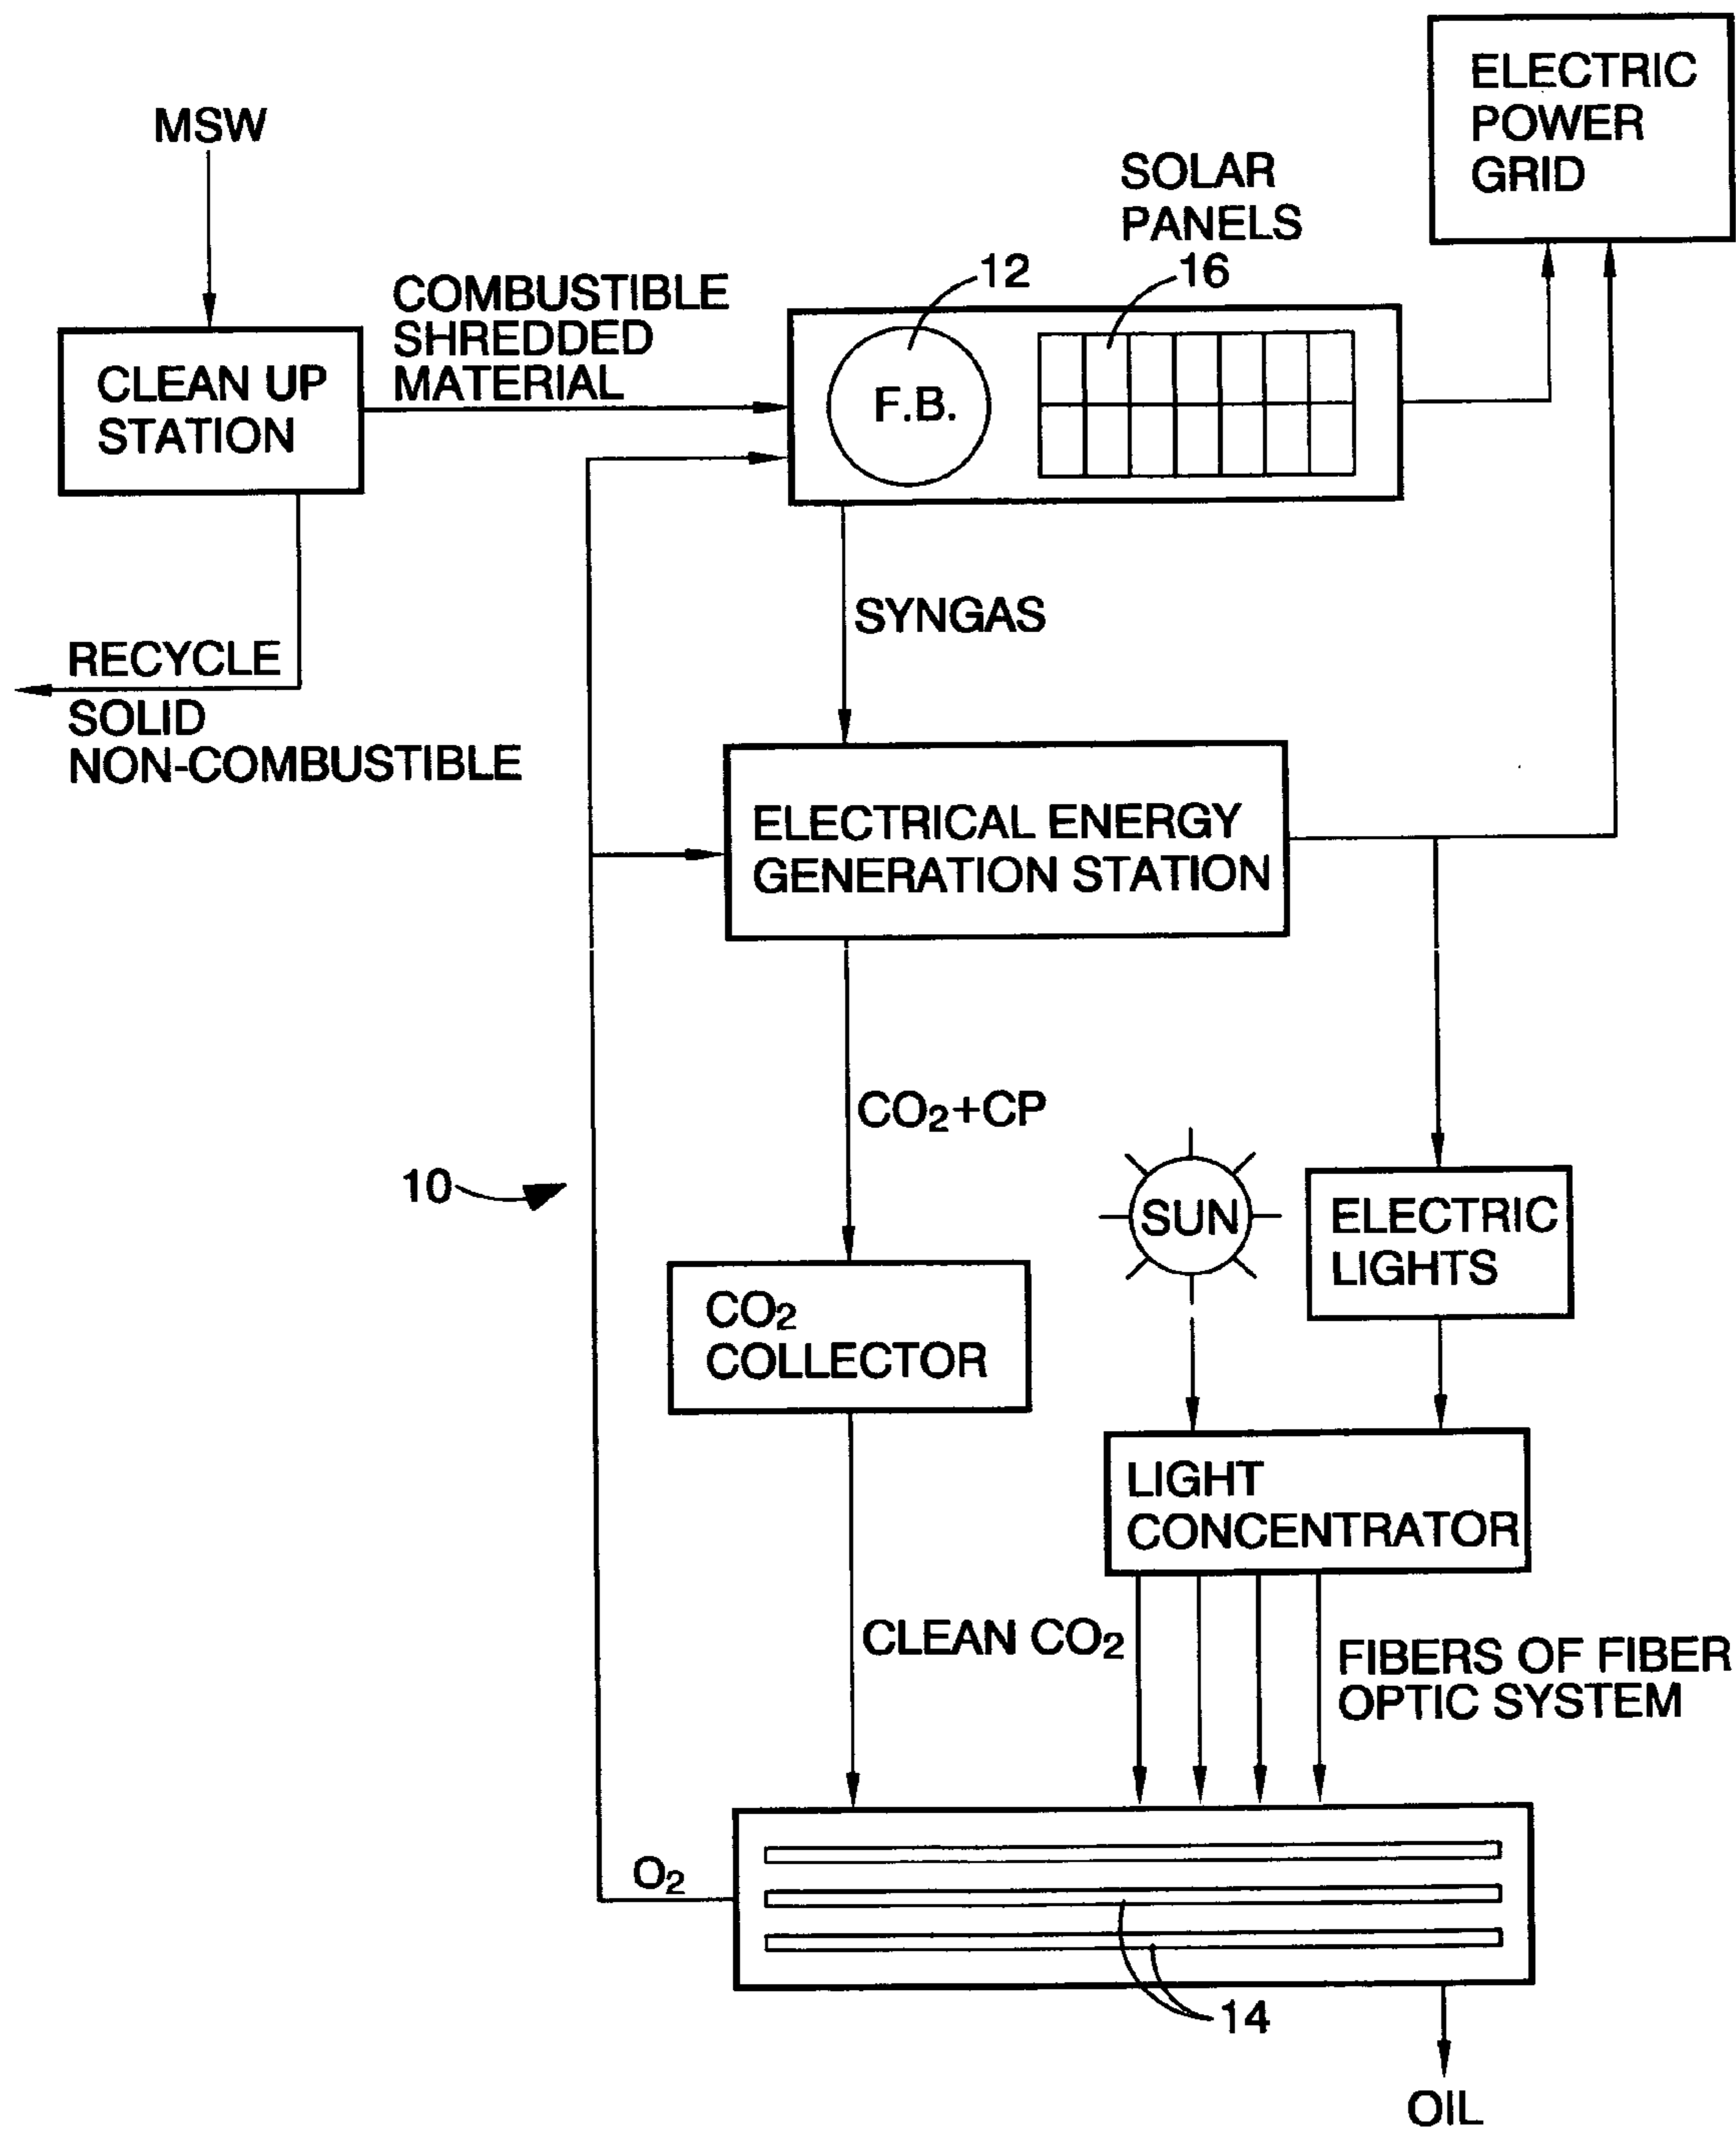 ELECTRIC
POWER
GRID
MSW
SOLAR
PANELS
12
16
COMBUSTIBLE
SHREDDED
MATERIAL
CLEAN UP
STATION
F.B.
SYNGAS
RECYCLE
SOLID
NON-COMBUSTIBLE
ELECTRICAL ENERGY
GENERATION STATION
CO₂+CP
10
SUN
ELECTRIC
LIGHTS
CO₂
COLLECTOR
LIGHT
CONCENTRATOR
CLEAN CO₂
FIBERS OF FIBER
OPTIC SYSTEM
O₂
14
OIL